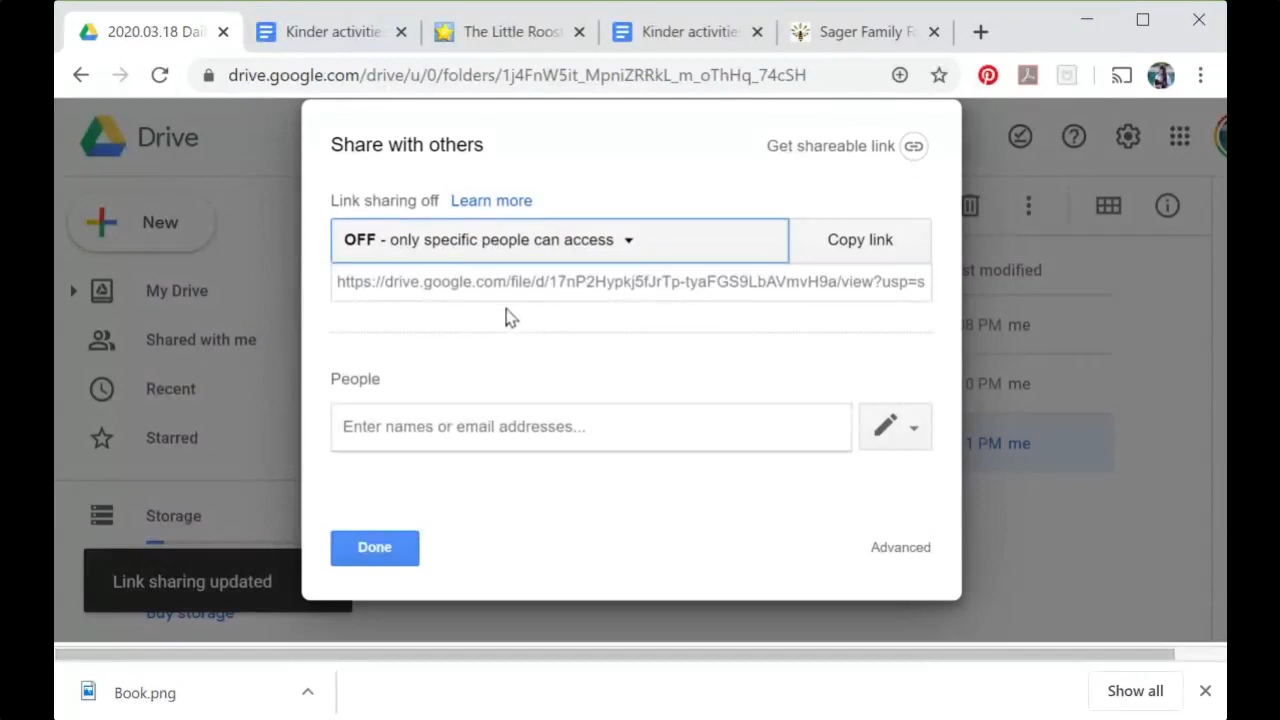 2020.03.18 Dail
Kinder activitie
The Little Roost
Kinder activitie
Sager Family F
drive.google.com/drive/u/0/folders/1j4FnW5it_MpniZRRkL_m_oThHq_74cSH
Drive
Share with others
Get shareable link
Link sharing off Learn more
New
OFF - only specific people can access
Copy link
https://drive.google.com/file/d/17nP2Hypkj5fJrTp-tyaFGS9LbAVmvH9a/view?usp=s
st modified
My Drive
8 PM me
Shared with me
People
Recent
0 PM me
Enter names or email addresses...
Starred
1 PM me
Storage
Done
Advanced
Link sharing updated
Buy storage
Book.png
Show all